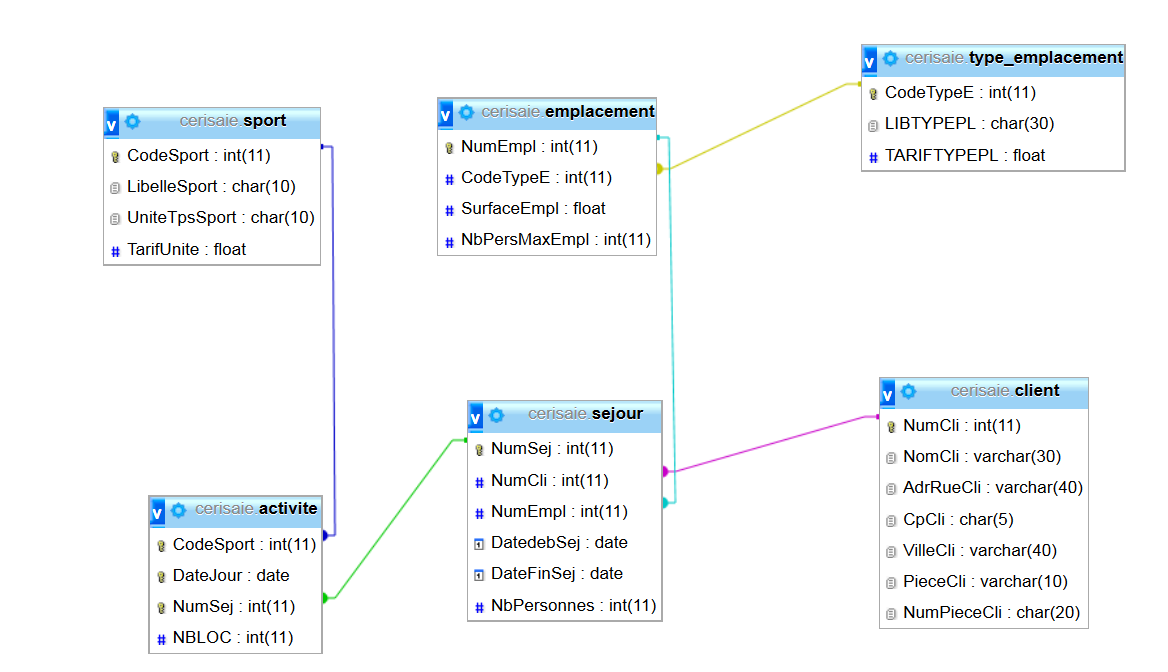 cerisaie.sport
CodeSport : int(11)
LibelleSport : char(10)
UniteTpsSport : char(10)
# TarifUnite : float
cerisaie.emplacement
NumEmpl : int(11)
# CodeTypeE : int(11)
# SurfaceEmpl : float
# NbPersMaxEmpl : int(11)
cerisaie.type_emplacement
CodeTypeE : int(11)
LIBTYPEPL : char(30)
# TARIFTYPEPL : float
cerisaie.activite
CodeSport : int(11)
DateJour : date
NumSej : int(11)
# NBLOC : int(11)
cerisaie.sejour
NumSej : int(11)
# NumCli : int(11)
# NumEmpl : int(11)
DatedebSej : date
DateFinSej : date
# NbPersonnes : int(11)
cerisaie.client
NumCli : int(11)
NomCli : varchar(30)
AdrRueCli : varchar(40)
CpCli : char(5)
VilleCli : varchar(40)
PieceCli : varchar(10)
NumPieceCli : char(20)